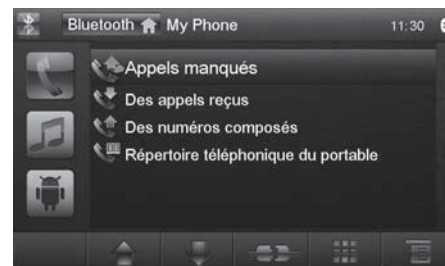 Bluetooth My Phone 11:30
Appels manqués
Des appels reçus
Des numéros composés
Répertoire téléphonique du portable